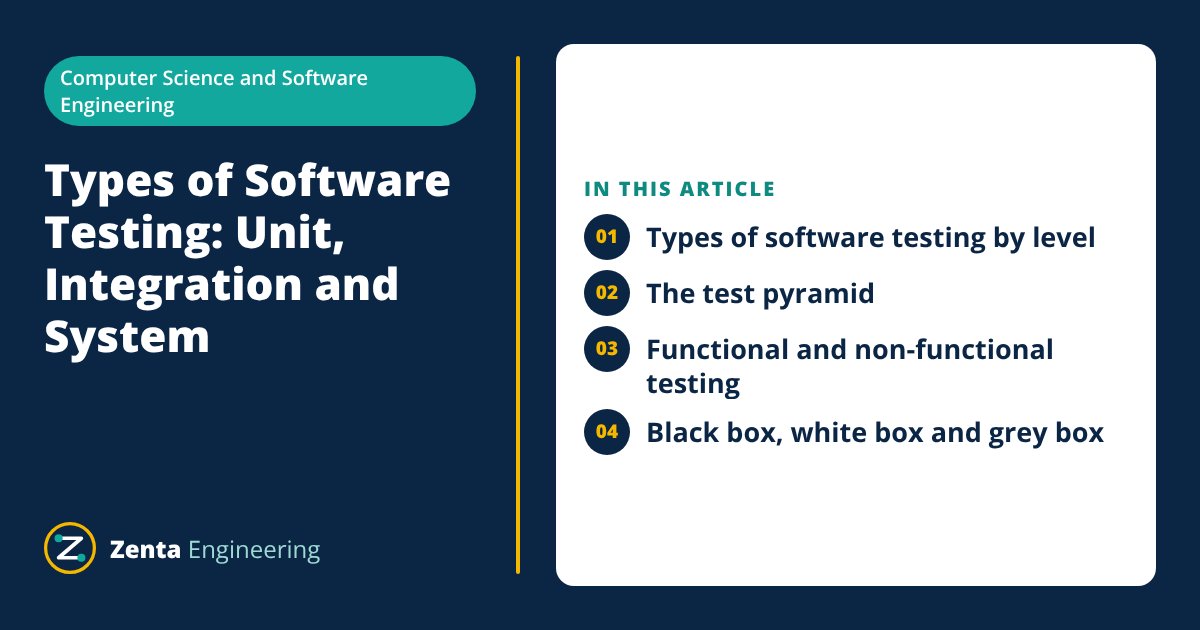 Computer Science and Software
Engineering
Types of Software
Testing: Unit,
Integration and
System
Z
Zenta Engineering
IN THIS ARTICLE
01 Types of software testing by level
02 The test pyramid
03 Functional and non-functional
testing
04 Black box, white box and grey box